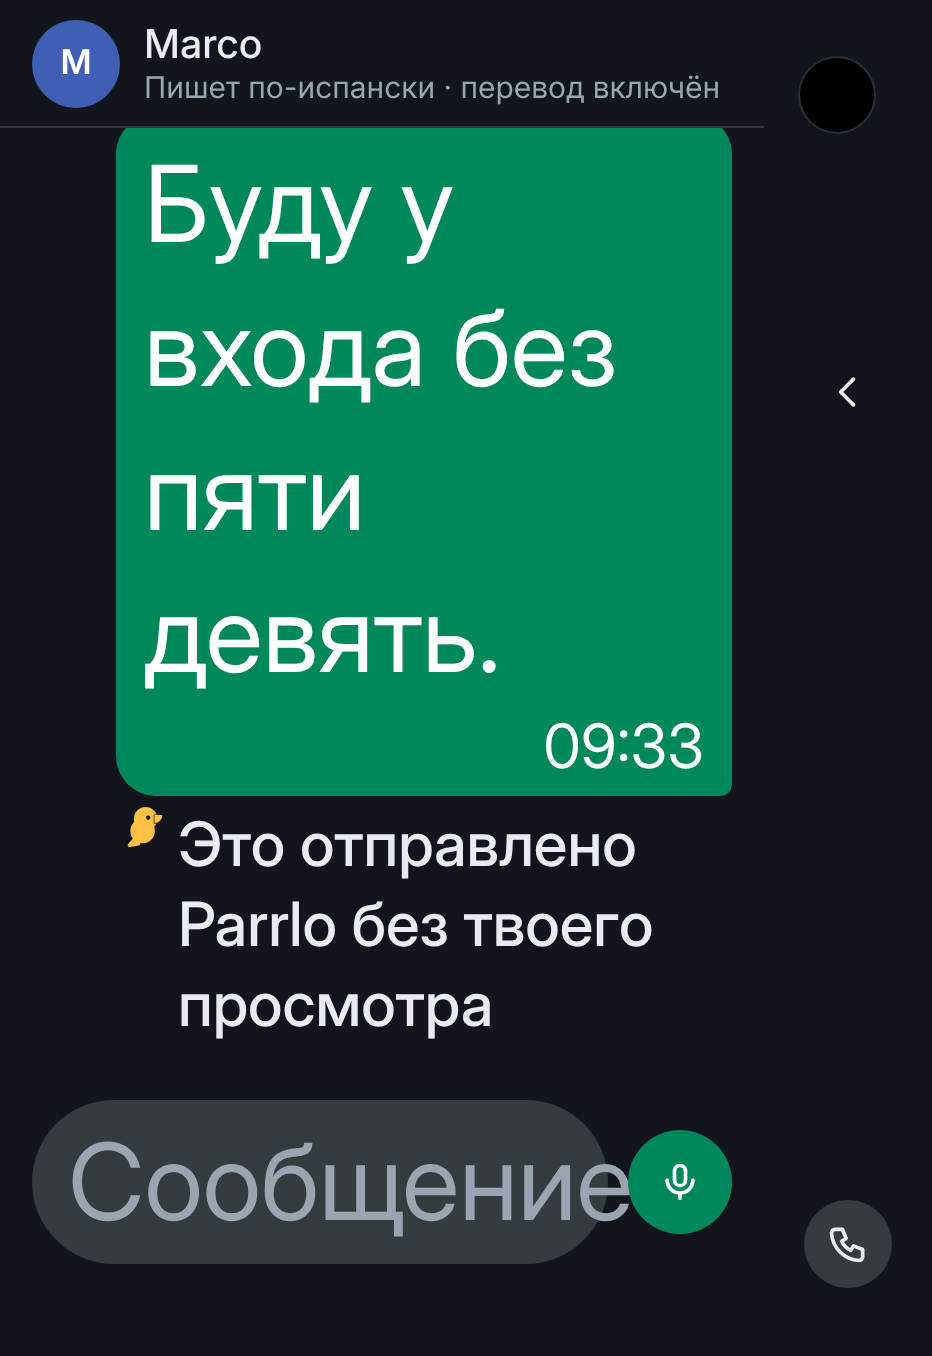 M
Marco
Пишет по-испански · перевод включён
Буду у
входа без
пяти
девять.
09:33
Это отправлено
Parrlo без твоего
просмотра
Сообщение